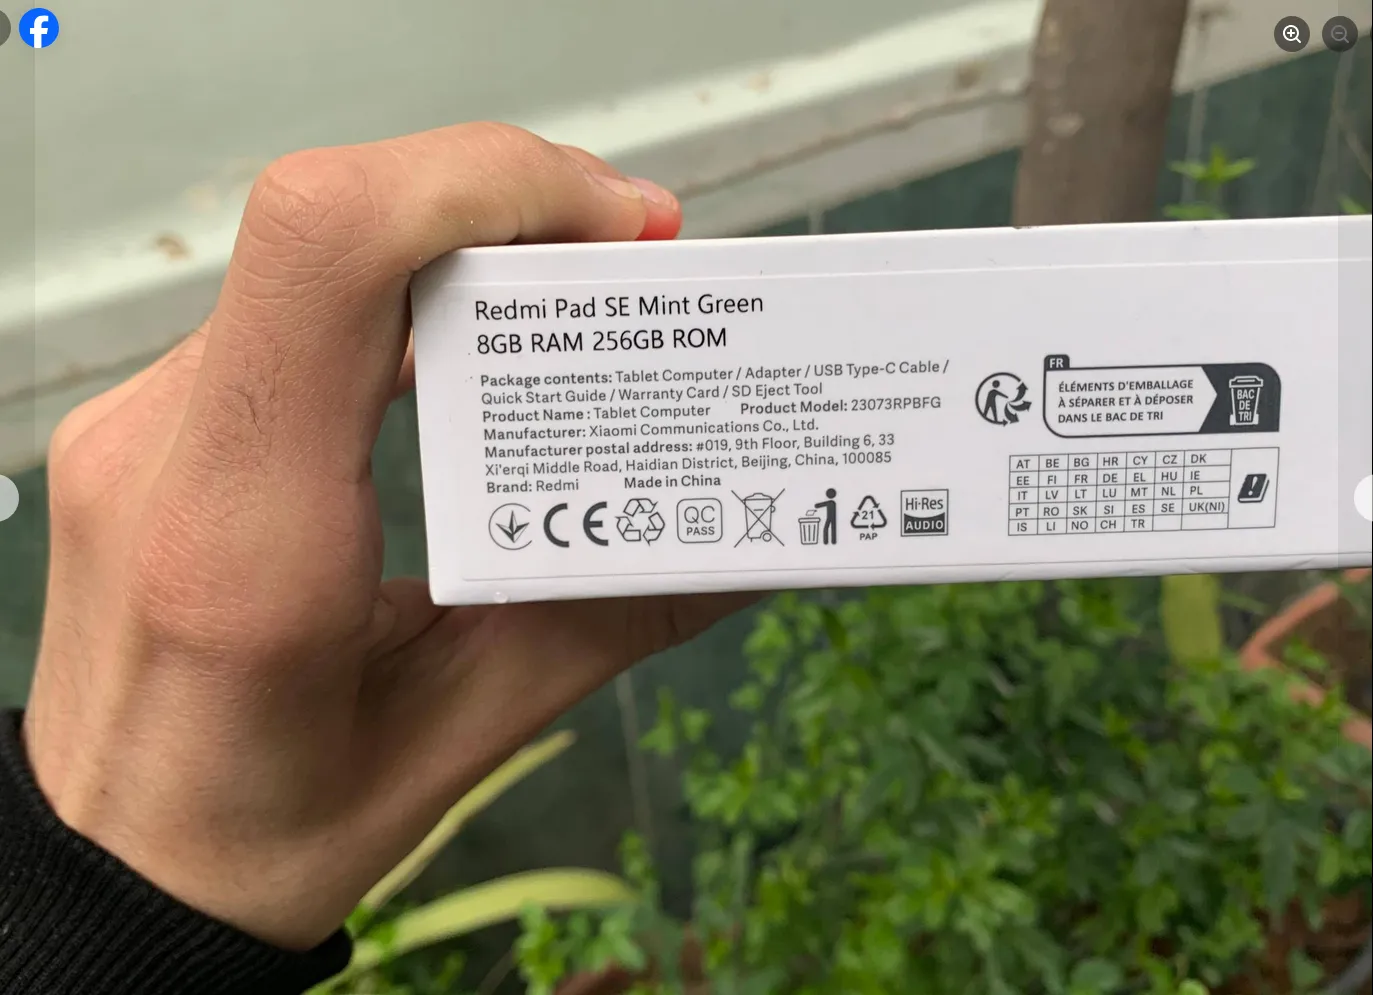 Redmi Pad SE Mint Green
8GB RAM 256GB ROM
Package contents: Tablet Computer / Adapter / USB Type-C Cable /
Quick Start Guide / Warranty Card / SD Eject Tool
Product Name : Tablet Computer Product Model: 23073RPBFG
Manufacturer: Xiaomi Communications Co., Ltd.
Manufacturer postal address: #019, 9th Floor, Building 6, 33
Xi'erqi Middle Road, Haidian District, Beijing, China, 100085
Brand: Redmi Made in China
CE
QC
PASS
21
PAP
Hi-Res
AUDIO
FR
ÉLÉMENTS D'EMBALLAGE
À SÉPARER ET À DÉPOSER
DANS LE BAC DE TRI
BAC
DE
TRI
AT BE BG HR CY CZ DK
EE FI FR DE EL HU IE
IT LV LT LU MT NL PL
PT RO SK SI ES SE UK(NI)
IS LI NO CH TR